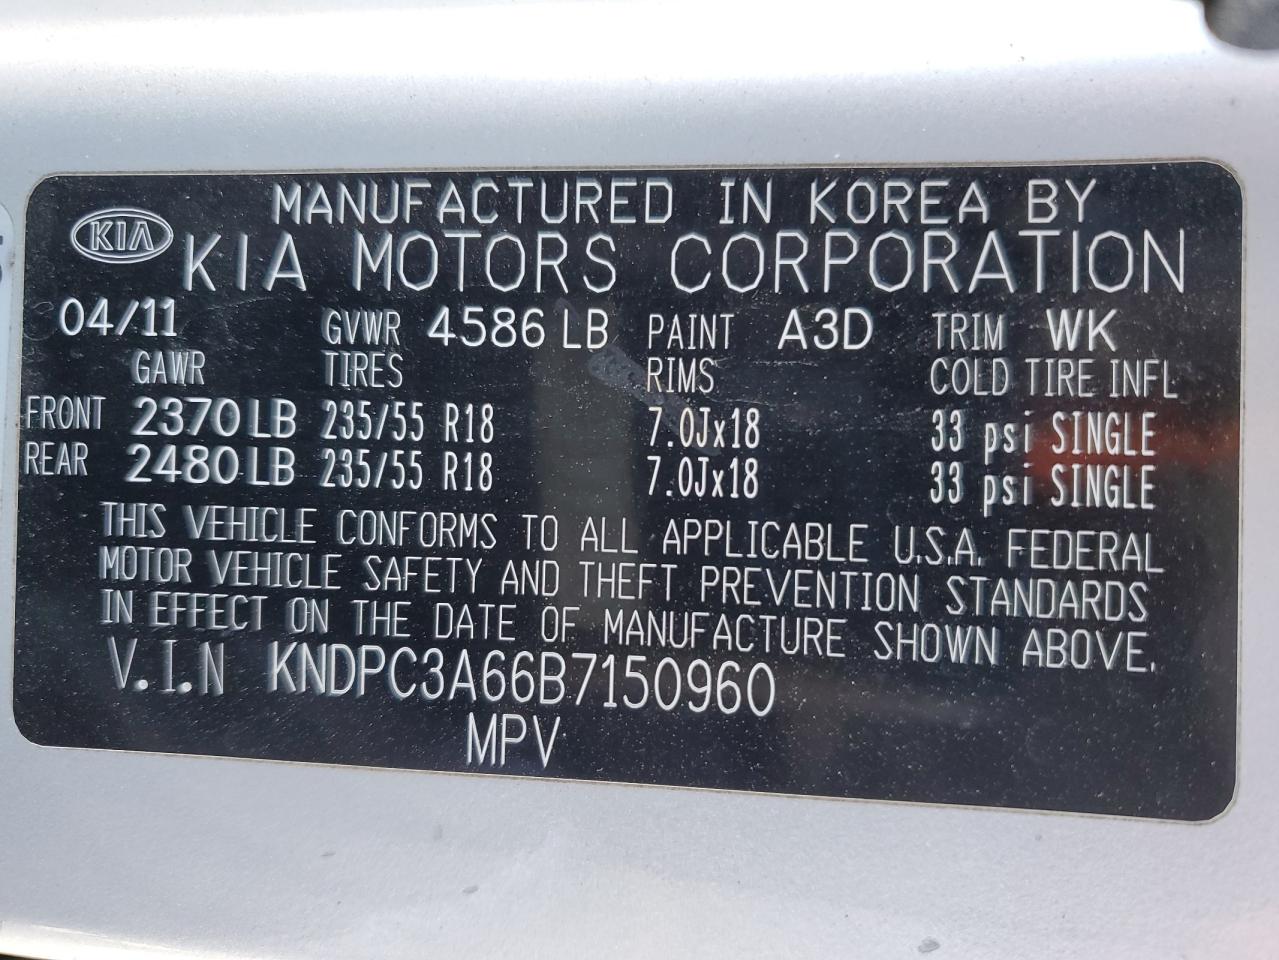 MANUFACTURED IN KOREA BY
KIA KIA MOTORS CORPORATION
04/11 GVWR 4586 LB PAINT A3D TRIM WK
GAWR TIRES RIMS COLD TIRE INFL
FRONT 2370 LB 235/55 R18 7.0Jx18 33 psi SINGLE
REAR 2480 LB 235/55 R18 7.0Jx18 33 psi SINGLE
THIS VEHICLE CONFORMS TO ALL APPLICABLE U.S.A. FEDERAL
MOTOR VEHICLE SAFETY AND THEFT PREVENTION STANDARDS
IN EFFECT ON THE DATE OF MANUFACTURE SHOWN ABOVE.
V.I.N KNDPC3A66B7150960
MPV